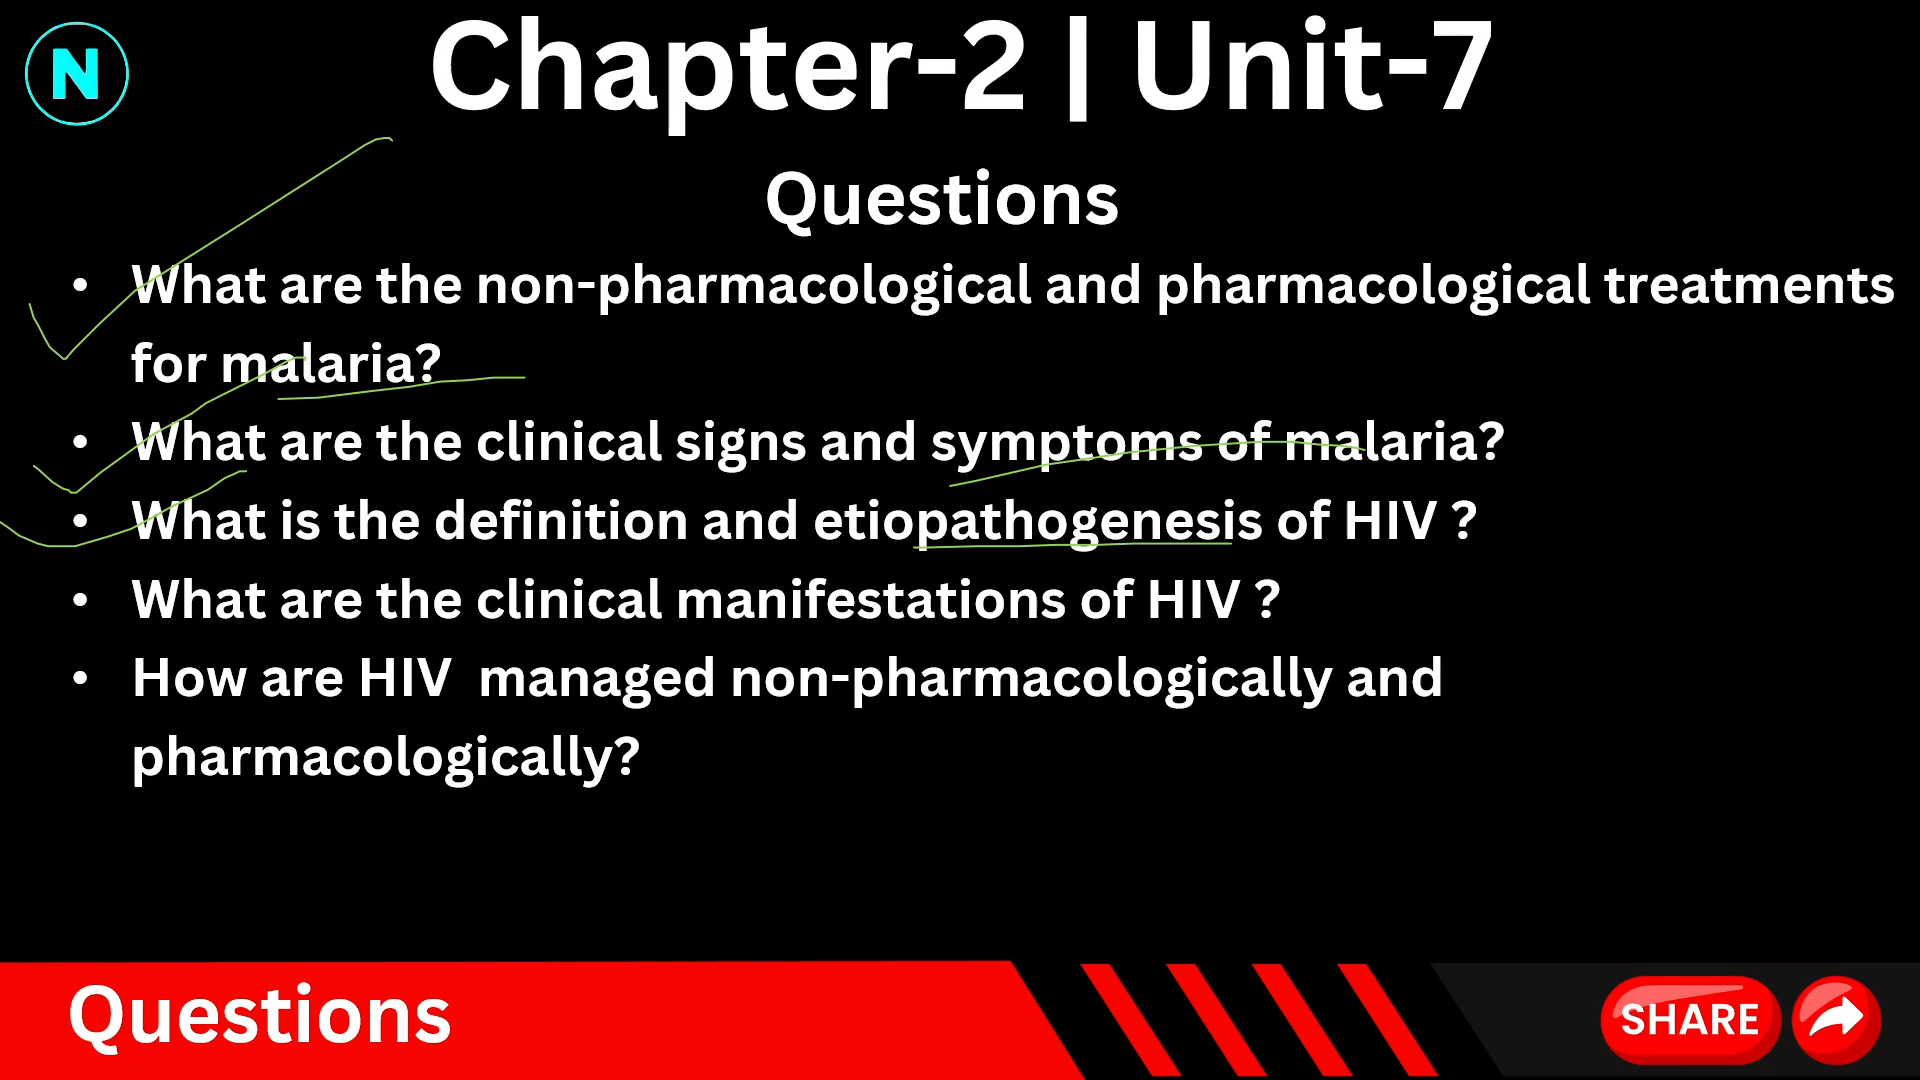 N
Chapter-2 | Unit-7
Questions
• What are the non-pharmacological and pharmacological treatments
for malaria?
• What are the clinical signs and symptoms of malaria?
• What is the definition and etiopathogenesis of HIV ?
• What are the clinical manifestations of HIV ?
• How are HIV  managed non-pharmacologically and
pharmacologically?
Questions
SHARE